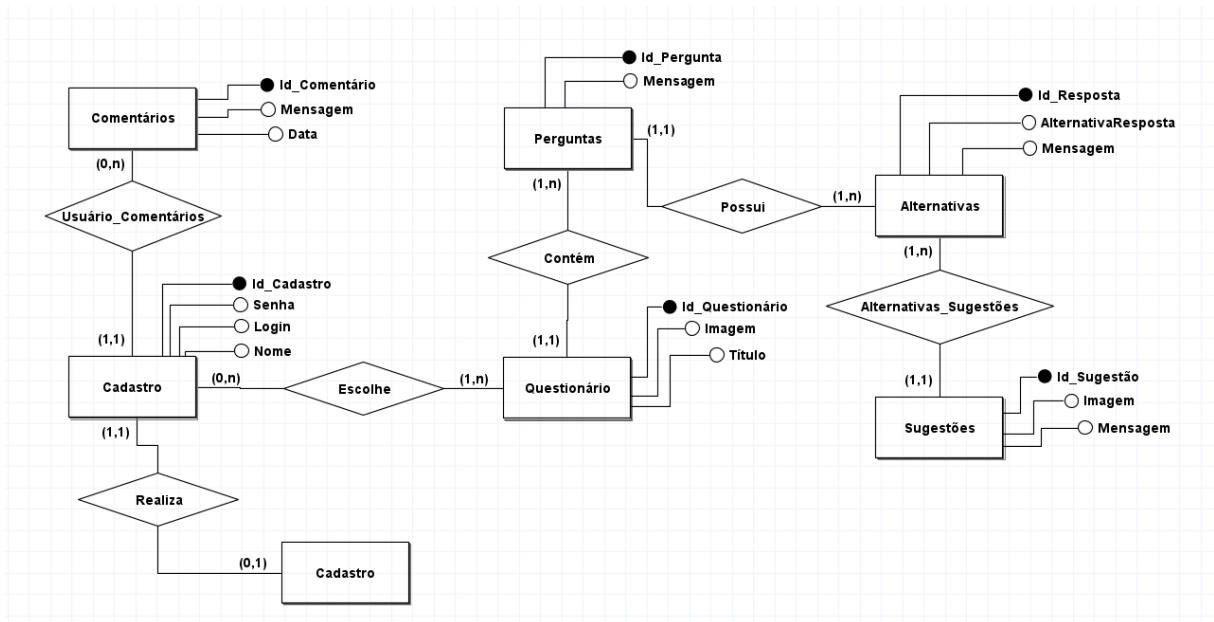 Comentários
Id_Comentário
Mensagem
Data
(0,n)
Usuário_Comentários
(1,1)
Id_Cadastro
Senha
Login
Nome
Cadastro
(0,n)
Escolhe
(1,n)
(1,1)
Realiza
(0,1)
Cadastro
Id_Pergunta
Mensagem
Perguntas
(1,1)
(1,n)
Contém
(1,1)
Id_Questionário
Imagem
Título
Questionário
Possui
(1,n)
Id_Resposta
AlternativaResposta
Mensagem
Alternativas
(1,n)
Alternativas_Sugestões
(1,1)
Id_Sugestão
Imagem
Mensagem
Sugestões